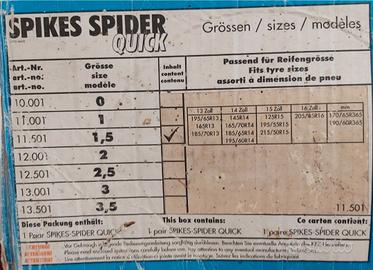 SPIKES SPIDER
QUICK
Grössen / sizes / modèles
Art.-Nr. Grösse Inhalt Passend für Reifengrösse
art.-no. size content Fits tyre sizes
art.-no. modèle contenu assorti à dimension de pneu
10.001 0
11.001 1
11.501 1,5
12.001 2
12.501 2,5
13.001 3
13.501 3,5
13 Zoll 14 Zoll 15 Zoll 16 Zoll mm
195/65R13 145R14 125R15 205/45R16 170/65R365
165R13 165/70R14 195/55R15 190/60R365
185/70R13 185/65R14 215/50R15
195/60R14
11.501
Diese Packung enthält: This box contains: Ce carton contient:
1 Paar SPIKES-SPIDER QUICK 1 pair SPIKES-SPIDER QUICK 1 paire SPIKES-SPIDER QUICK